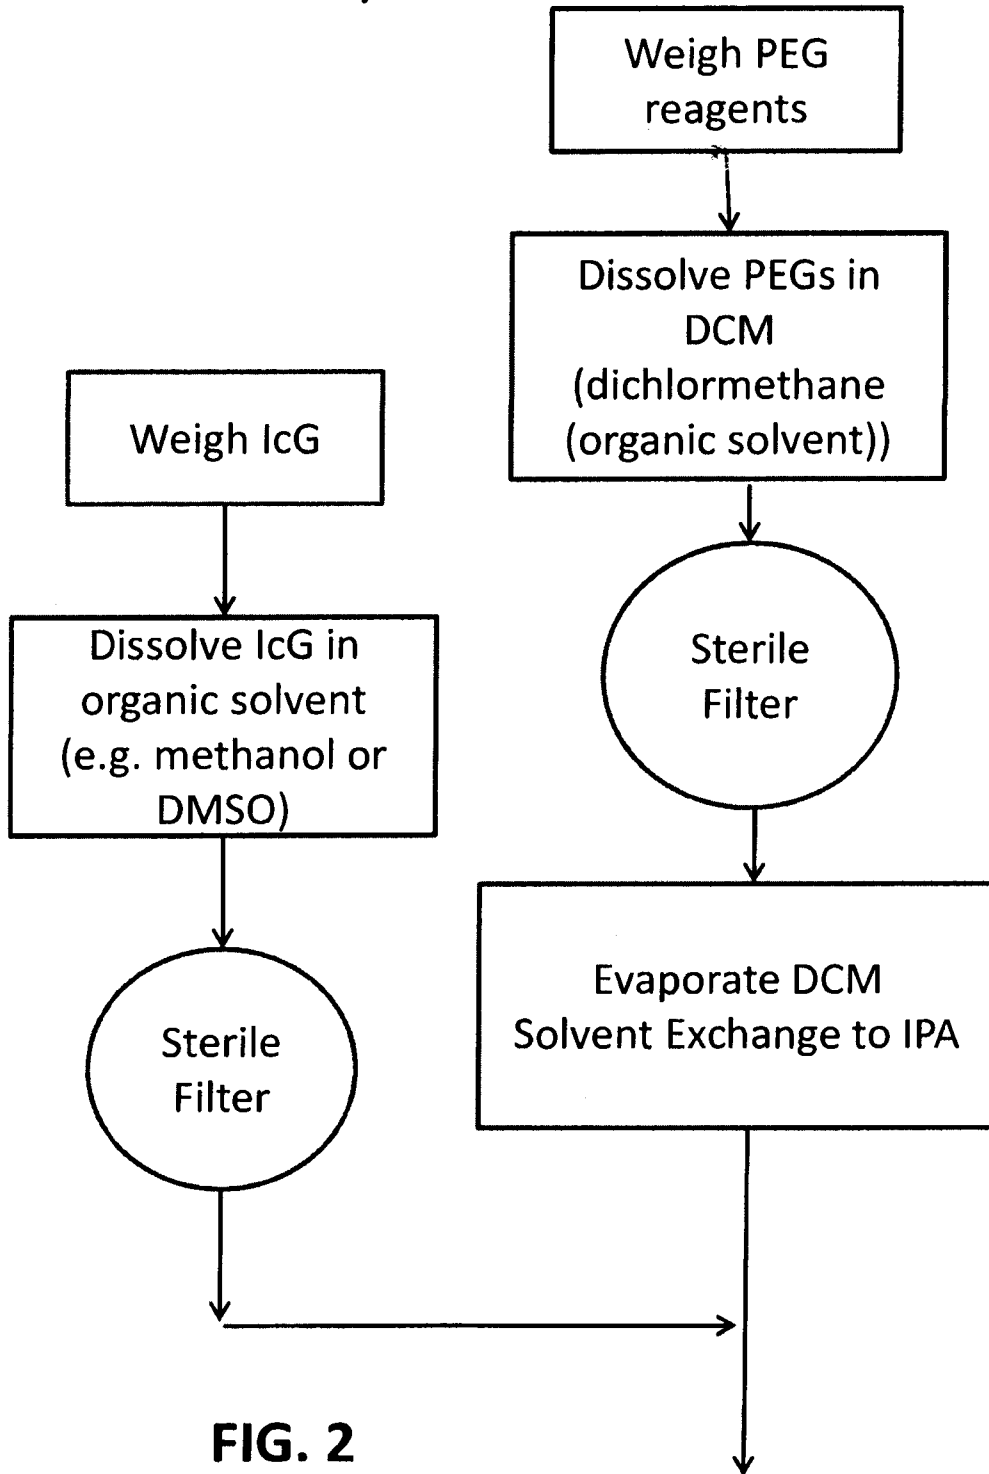 Weigh PEG
reagents
Dissolve PEGs in
DCM
(dichlormethane
(organic solvent))
Weigh IcG
Dissolve IcG in
organic solvent
(e.g. methanol or
DMSO)
Sterile
Filter
Sterile
Filter
Evaporate DCM
Solvent Exchange to IPA
FIG. 2